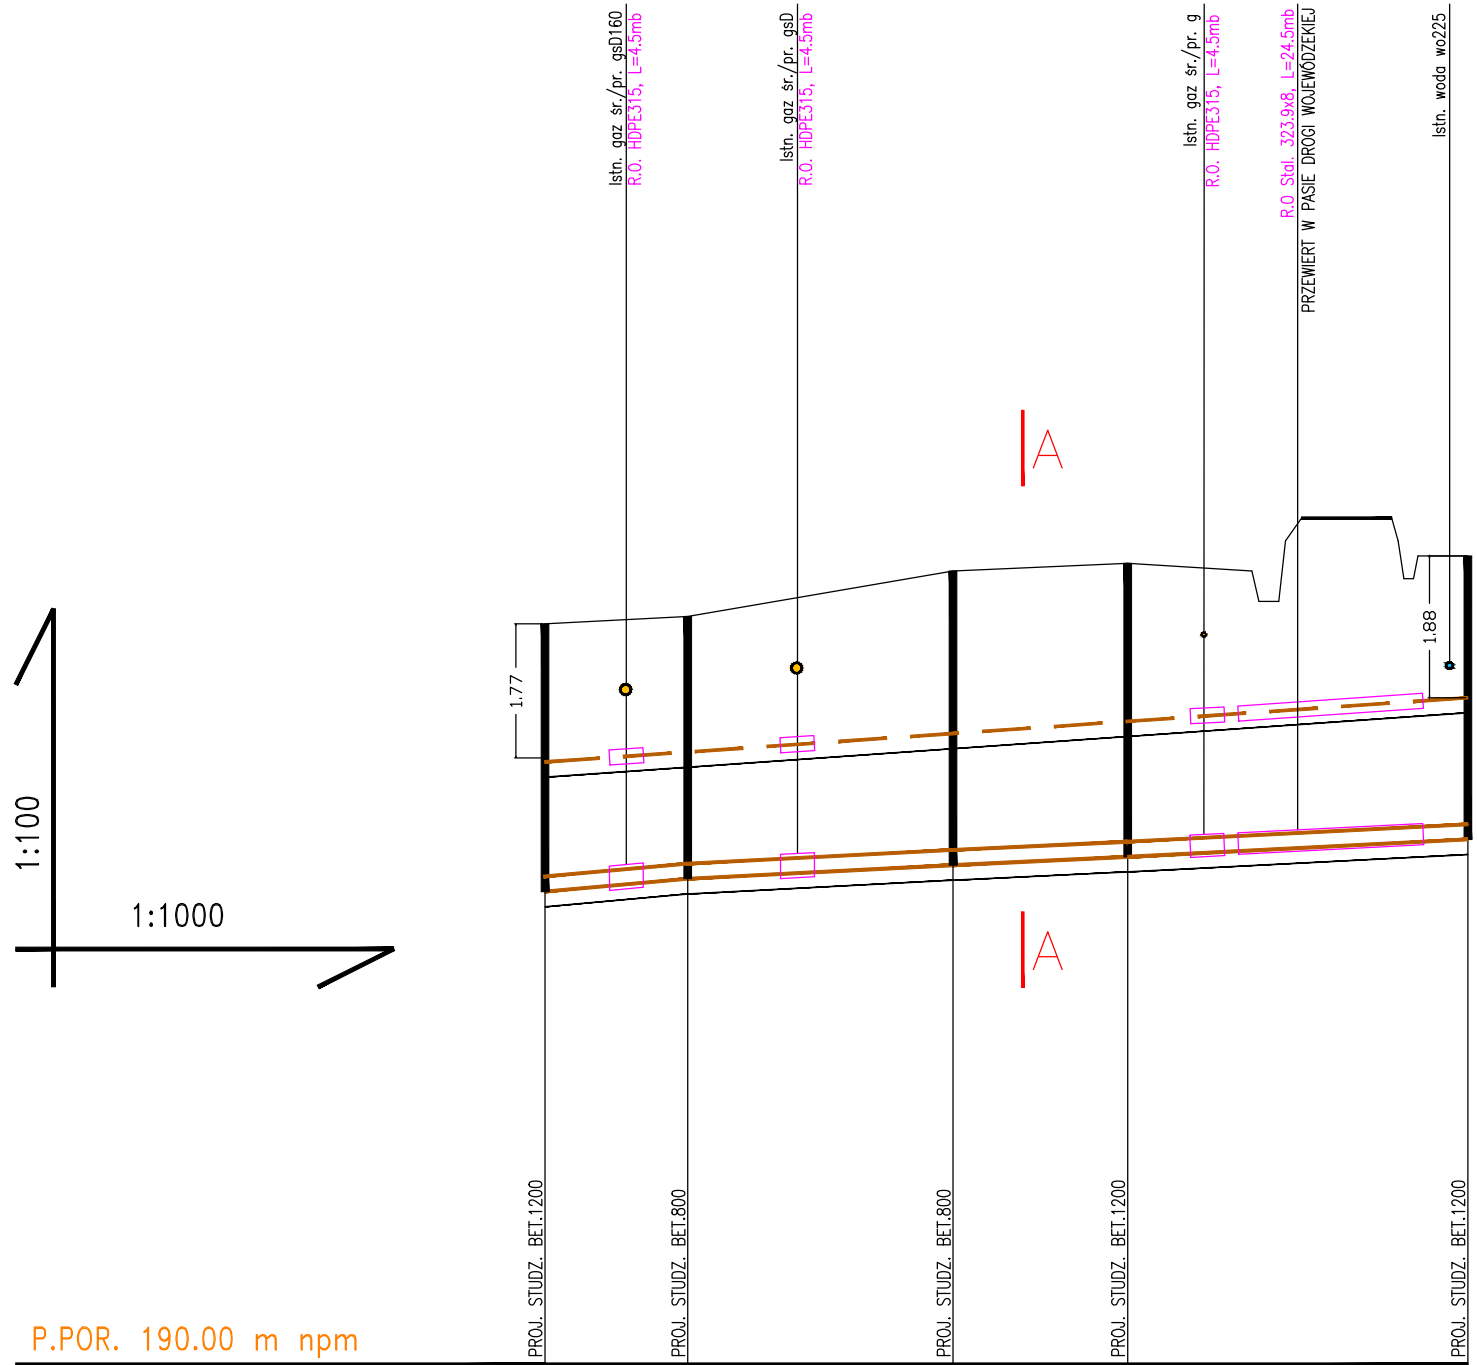 Istn. gaz śr./pr. gsD160
R.O. HDPE315, L=4.5mb
Istn. gaz śr./pr. gsD
R.O. HDPE315, L=4.5mb
Istn. gaz śr./pr. g
R.O. HDPE315, L=4.5mb
R.O Stal. 323.9x8, L=24.5mb
PRZEWIERT W PASIE DROGI WOJEWÓDZEKIEJ
Istn. woda wo225
A
1.77
1.88
1:100
1:1000
A
PROJ. STUDZ. BET.1200
PROJ. STUDZ. BET.800
PROJ. STUDZ. BET.800
PROJ. STUDZ. BET.1200
PROJ. STUDZ. BET.1200
P.POR. 190.00 m npm